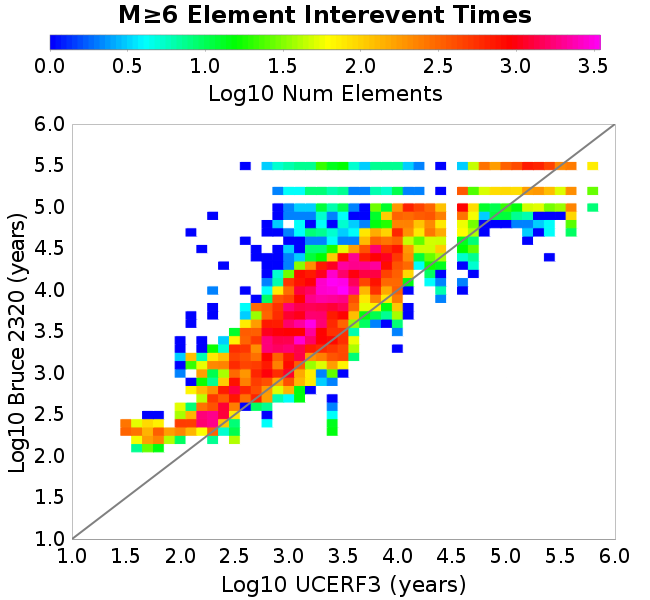 M≥6 Element Interevent Times
0.0 0.5 1.0 1.5 2.0 2.5 3.0 3.5
Log10 Num Elements
6.0
5.5
5.0
4.5
4.0
3.5
3.0
2.5
2.0
1.5
1.0
Log10 Bruce 2320 (years)
1.0 1.5 2.0 2.5 3.0 3.5 4.0 4.5 5.0 5.5 6.0
Log10 UCERF3 (years)